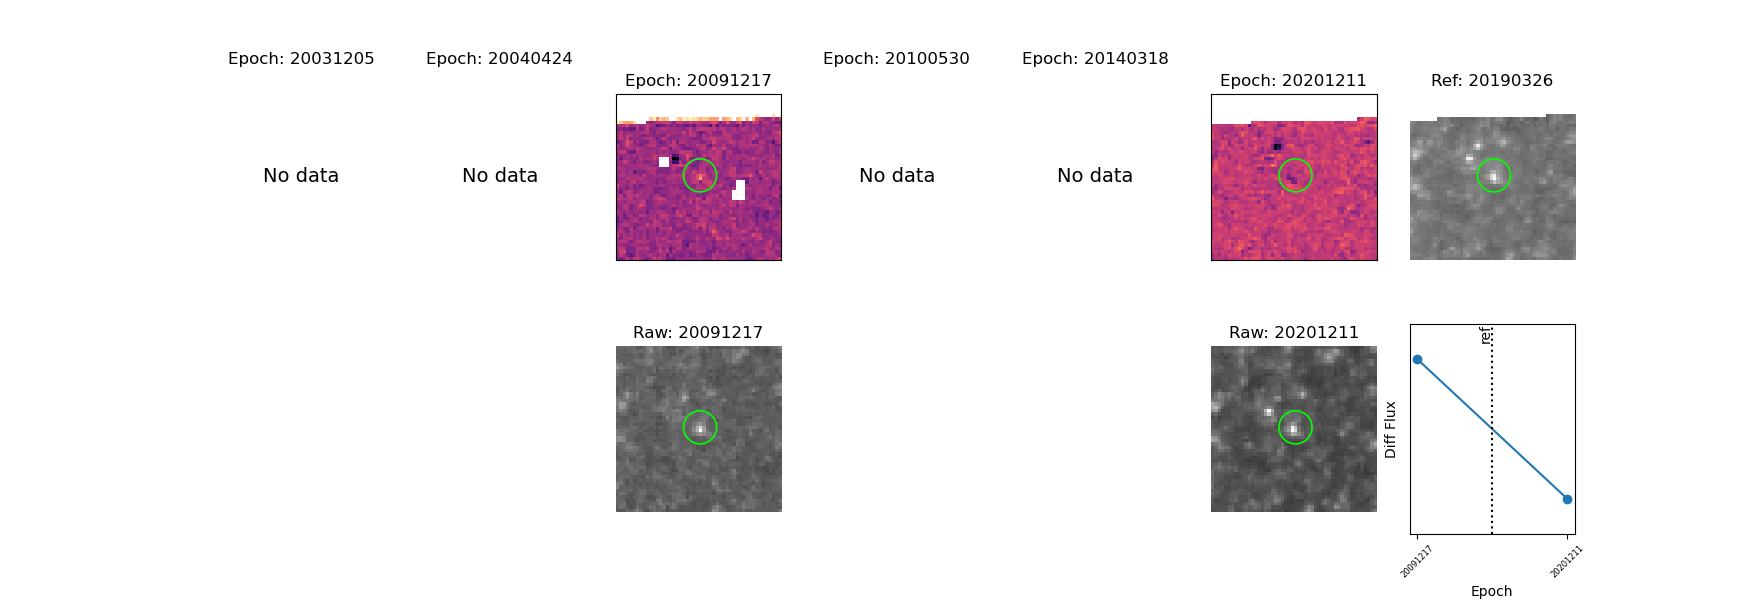 Epoch: 20031205
Epoch: 20040424
Epoch: 20091217
Epoch: 20100530
Epoch: 20140318
Epoch: 20201211
Ref: 20190326
No data
No data
No data
No data
Raw: 20091217
Raw: 20201211
ref
Diff Flux
20091217
20201211
Epoch